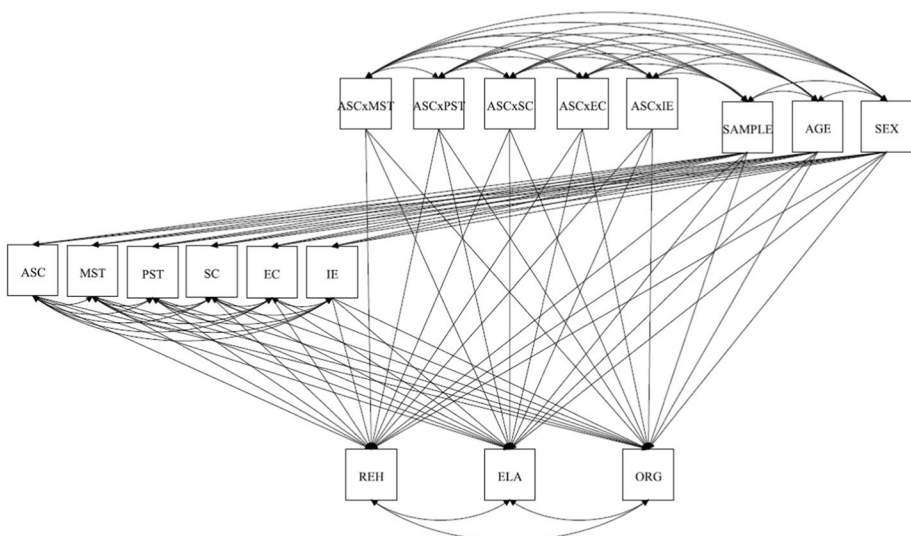 ASCxMST ASCxPST ASCxSC ASCxEC ASCxIE
SAMPLE AGE SEX
ASC MST PST SC EC IE
REH ELA ORG